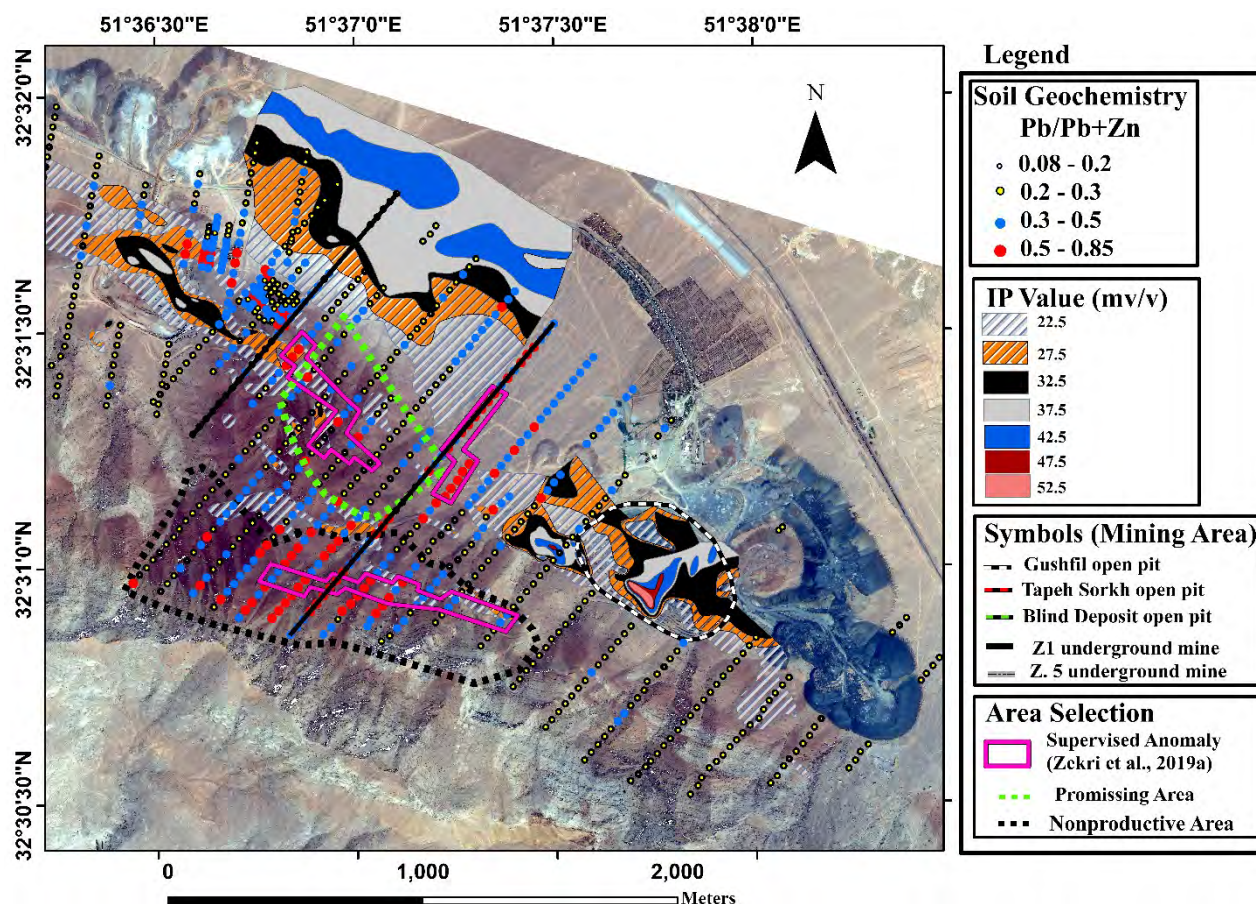 51°36'30"E 51°37'0"E 51°37'30"E 51°38'0"E
32°32'0"N
32°31'30"N
32°31'0"N
32°30'30"N
N
0 1,000 2,000
Meters
Legend
Soil Geochemistry
Pb/Pb+Zn
0.08 - 0.2
0.2 - 0.3
0.3 - 0.5
0.5 - 0.85
IP Value (mv/v)
22.5
27.5
32.5
37.5
42.5
47.5
52.5
Symbols (Mining Area)
Gushfil open pit
Tapeh Sorkh open pit
Blind Deposit open pit
Z1 underground mine
Z. 5 underground mine
Area Selection
Supervised Anomaly
(Zekri et al., 2019a)
Promissing Area
Nonproductive Area